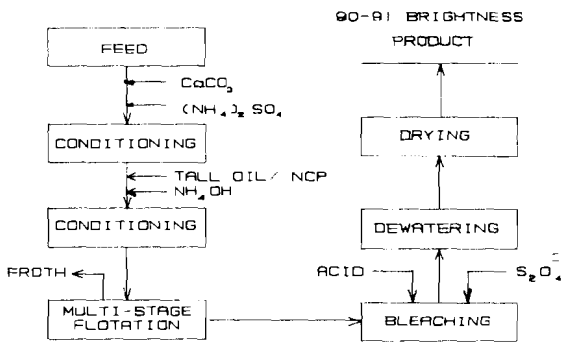 90-91 BRIGHTNESS
PRODUCT
FEED
CaCO₃
(NH₄)₂ SO₄
CONDITIONING
TALL OIL/ NCP
NH₄OH
CONDITIONING
FROTH
MULTI-STAGE
FLOTATION
DRYING
DEWATERING
ACID
S₂O₄⁼
BLEACHING